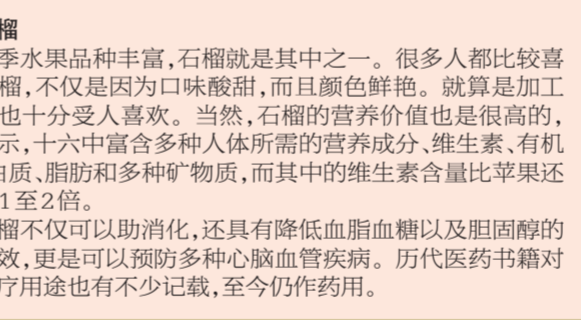 榴
季水果品种丰富，石榴就是其中之一。很多人都比较喜
榴，不仅是因为口味酸甜，而且颜色鲜艳。就算是加工
也十分受人喜欢。当然，石榴的营养价值也是很高的，
示，十六中富含多种人体所需的营养成分、维生素、有机
白质、脂肪和多种矿物质，而其中的维生素含量比苹果还
1至2倍。
榴不仅可以助消化，还具有降低血脂血糖以及胆固醇的
效，更是可以预防多种心脑血管疾病。历代医药书籍对
疗用途也有不少记载，至今仍作药用。